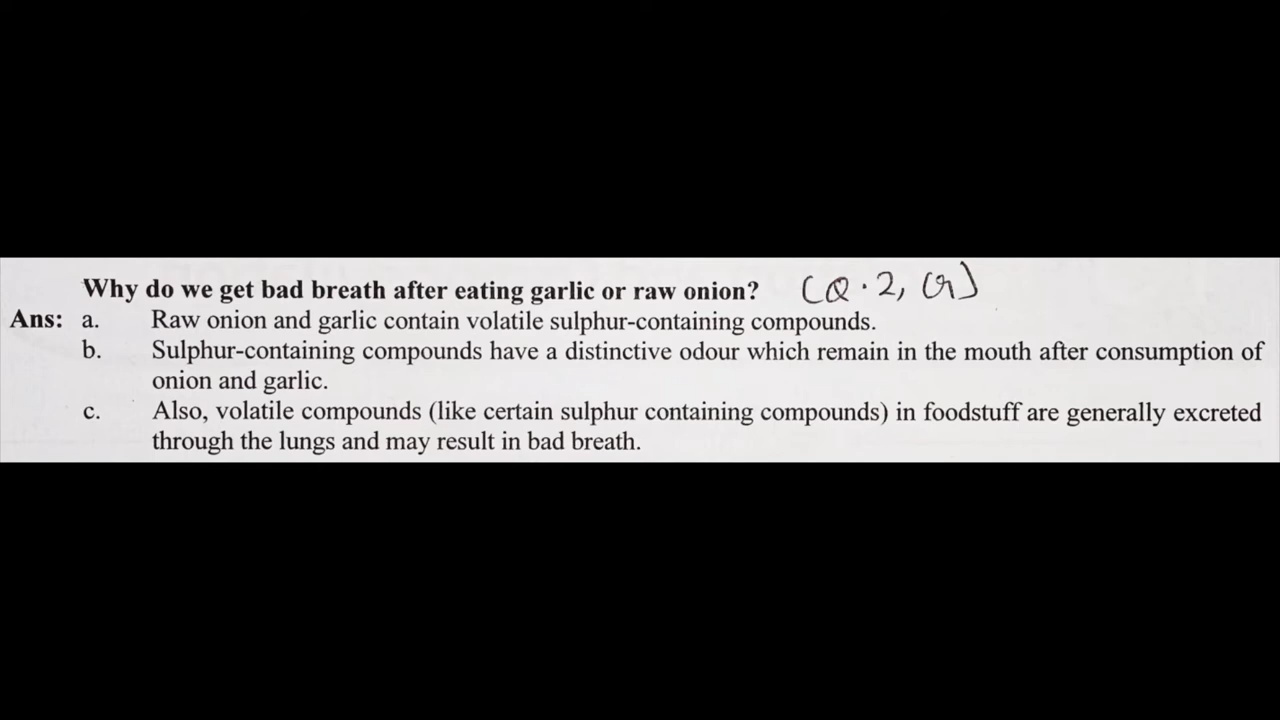 Why do we get bad breath after eating garlic or raw onion? (Q.2,
Ans: a. Raw onion and garlic contain volatile sulphur-containing compounds.
b. Sulphur-containing compounds have a distinctive odour which remain in the mouth after consumption of
onion and garlic.
c. Also, volatile compounds (like certain sulphur containing compounds) in foodstuff are generally excreted
through the lungs and may result in bad breath.